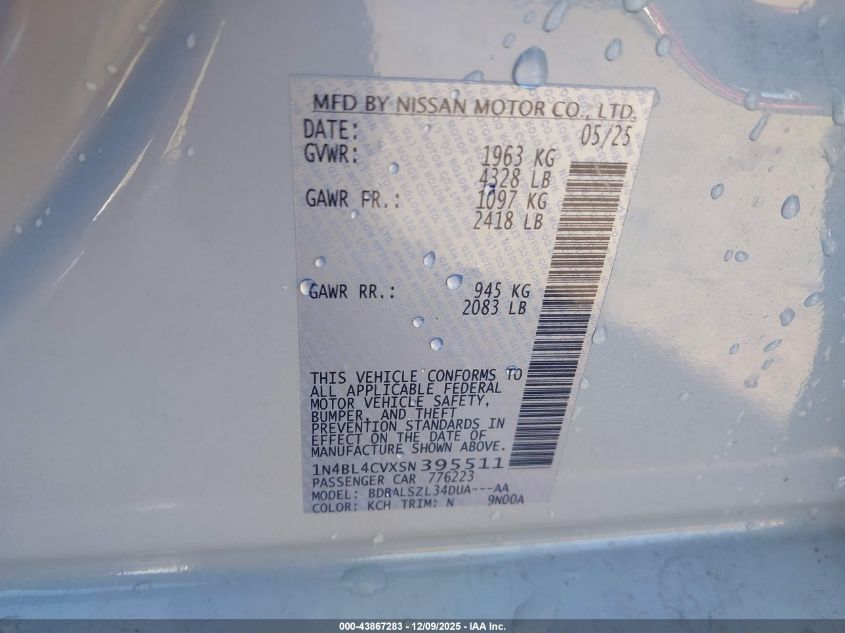 MFD BY NISSAN MOTOR CO., LTD.
DATE: 05/25
GVWR: 1963 KG
4328 LB
GAWR FR.: 1097 KG
2418 LB
GAWR RR.: 945 KG
2083 LB
THIS VEHICLE CONFORMS TO
ALL APPLICABLE FEDERAL
MOTOR VEHICLE SAFETY,
BUMPER, AND THEFT
PREVENTION STANDARDS IN
EFFECT ON THE DATE OF
MANUFACTURE SHOWN ABOVE.
1N4BL4CVXSN395511
PASSENGER CAR 776223
MODEL: BDRALSZL34DUA---AA
COLOR: KCH TRIM: N 9N00A
000-43867283 | 12/09/2025 - IAA Inc.